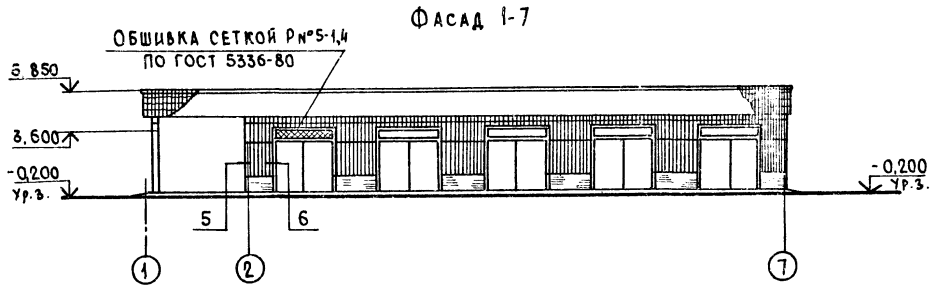 ФАСАД 1-7
ОБШИВКА СЕТКОЙ Р№5-1,4
ПО ГОСТ 5336-80
5,850
3,600
-0,200
УР.З.
-0,200
УР.З.
5
6
1
2
7